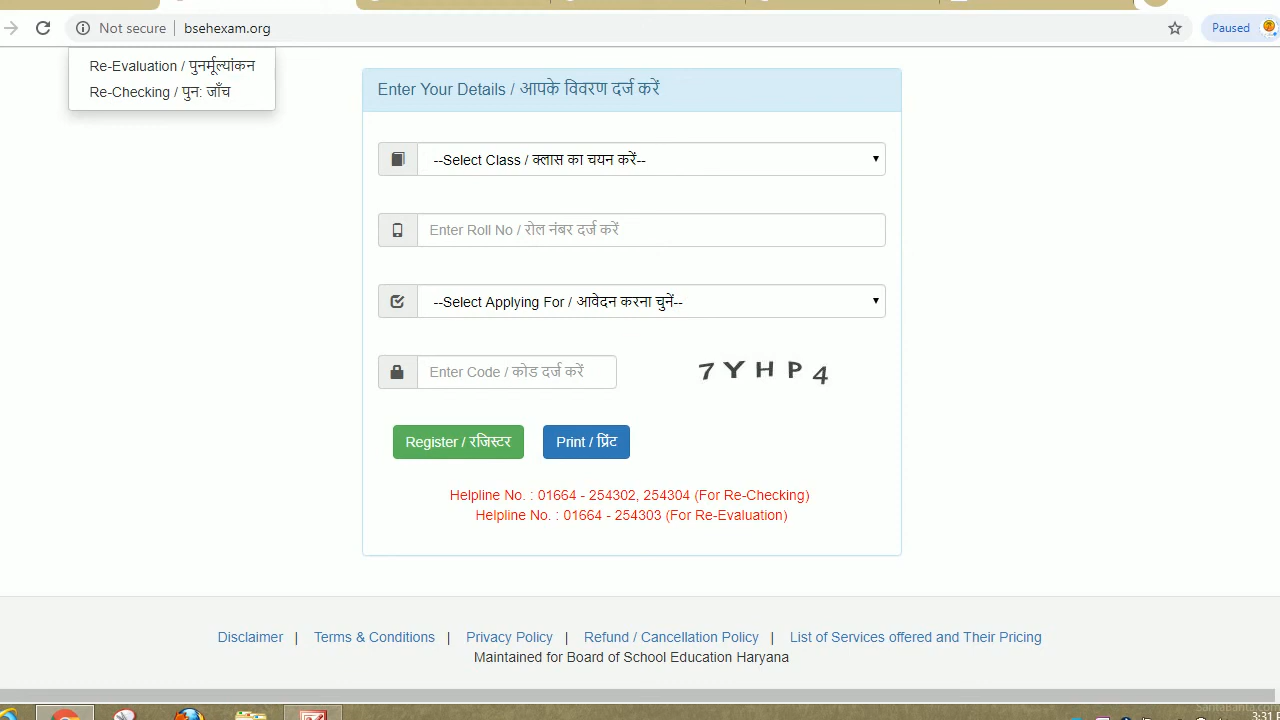 Not secure | bsehexam.org
Paused
Re-Evaluation / पुनर्मूल्यांकन
Re-Checking / पुन: जाँच
Enter Your Details / आपके विवरण दर्ज करें
--Select Class / क्लास का चयन करें--
Enter Roll No / रोल नंबर दर्ज करें
--Select Applying For / आवेदन करना चुनें--
Enter Code / कोड दर्ज करें
7 Y H P 4
Register / रजिस्टर
Print / प्रिंट
Helpline No. : 01664 - 254302, 254304 (For Re-Checking)
Helpline No. : 01664 - 254303 (For Re-Evaluation)
Disclaimer | Terms & Conditions | Privacy Policy | Refund / Cancellation Policy | List of Services offered and Their Pricing
Maintained for Board of School Education Haryana